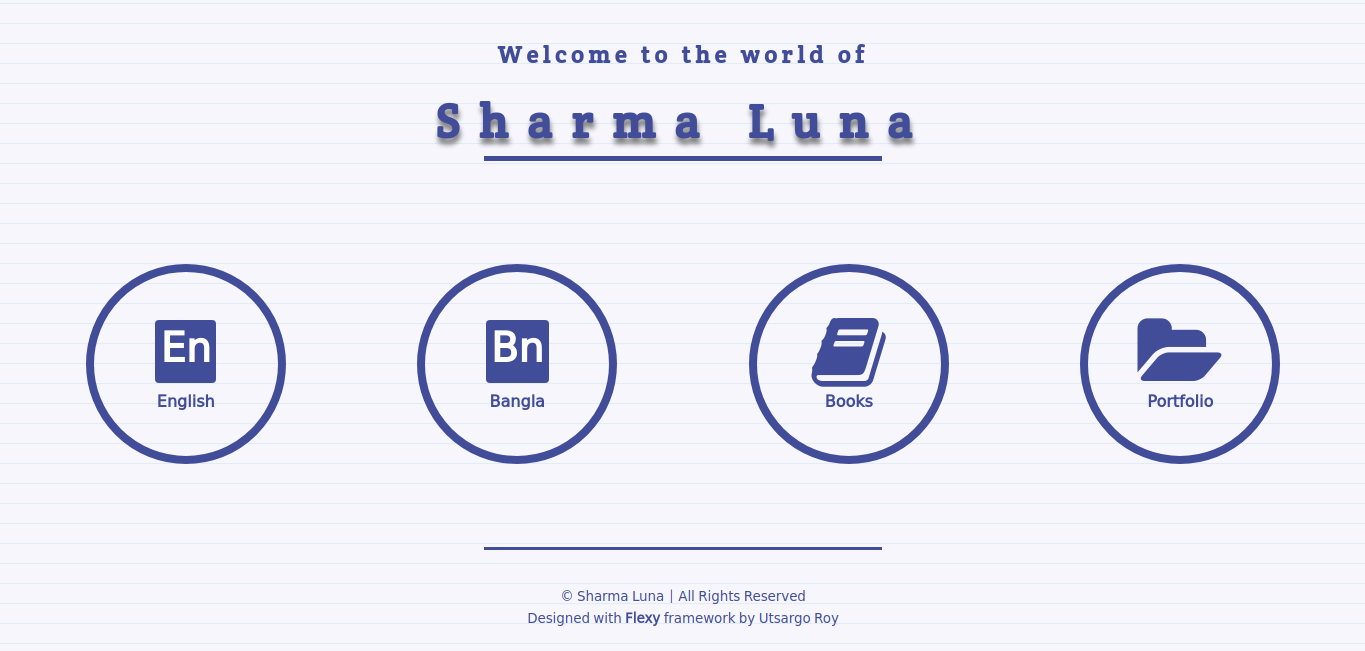 Welcome to the world of
Sharma Luna
En
English
Bn
Bangla
Books
Portfolio
© Sharma Luna | All Rights Reserved
Designed with Flexy framework by Utsargo Roy